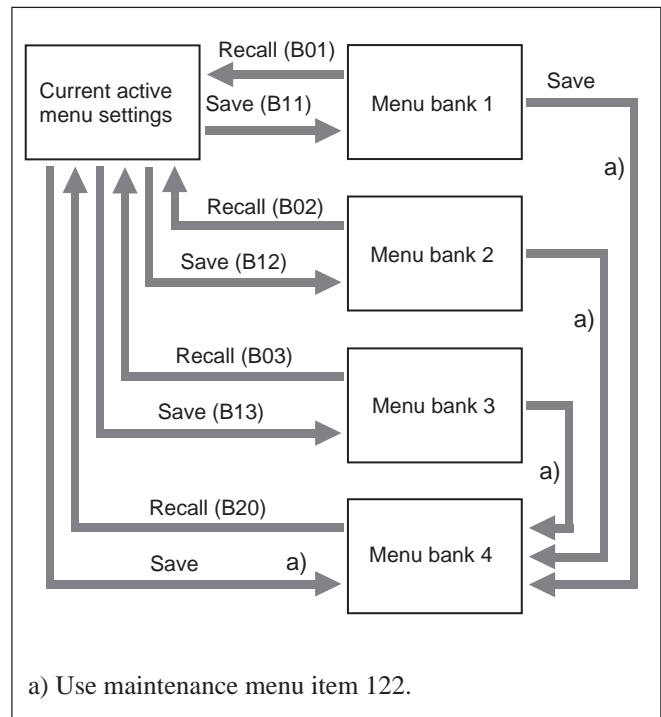 Recall (B01)
Current active
menu settings
Save (B11)
Menu bank 1
Save
a)
Recall (B02)
Save (B12)
Menu bank 2
a)
Recall (B03)
Save (B13)
Menu bank 3
a)
Recall (B20)
Save
a)
Menu bank 4
a) Use maintenance menu item 122.